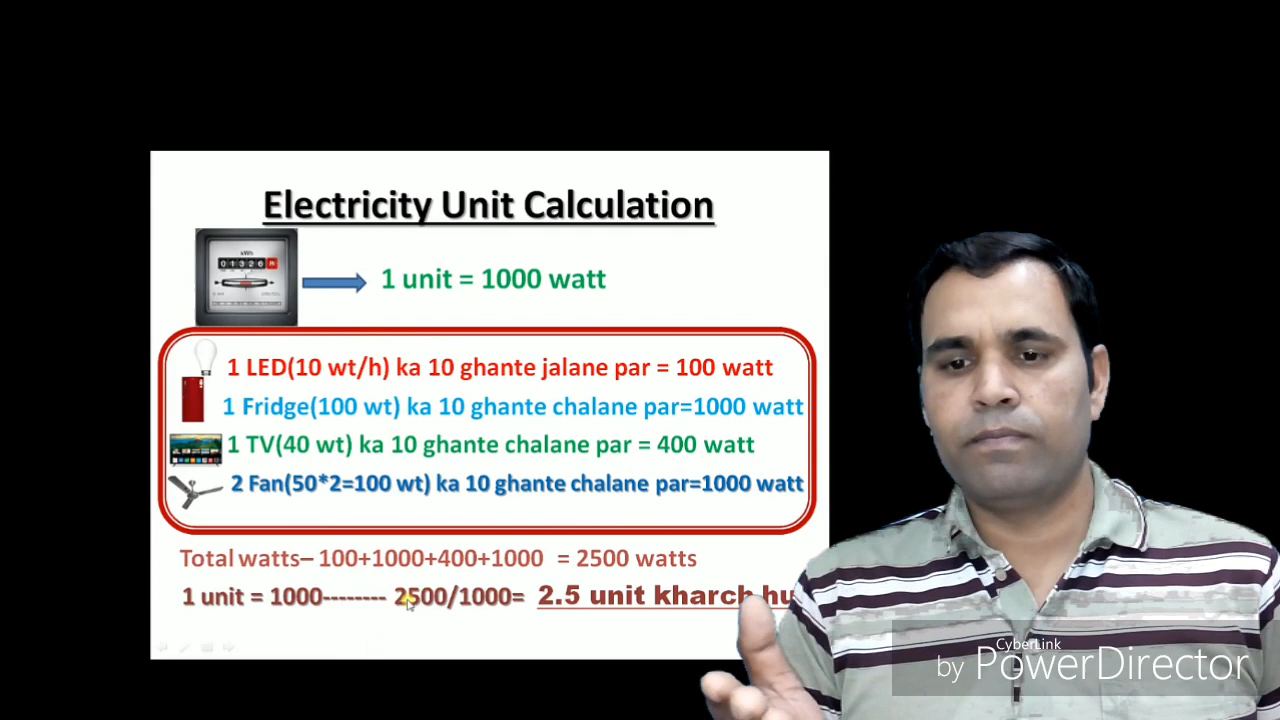 Electricity Unit Calculation
kWh
01326
1 unit = 1000 watt
1 LED(10 wt/h) ka 10 ghante jalane par = 100 watt
1 Fridge(100 wt) ka 10 ghante chalane par=1000 watt
1 TV(40 wt) ka 10 ghante chalane par = 400 watt
2 Fan(50*2=100 wt) ka 10 ghante chalane par=1000 watt
Total watts– 100+1000+400+1000 = 2500 watts
1 unit = 1000-------- 2500/1000= 2.5 unit kharch hu
CyberLink
by PowerDirector